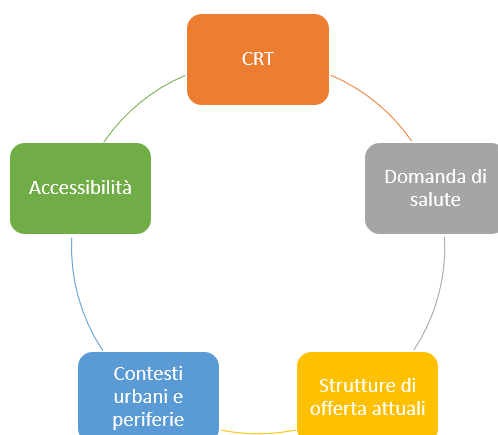 CRT
Domanda di
salute
Strutture di
offerta attuali
Contesti
urbani e
periferie
Accessibilità